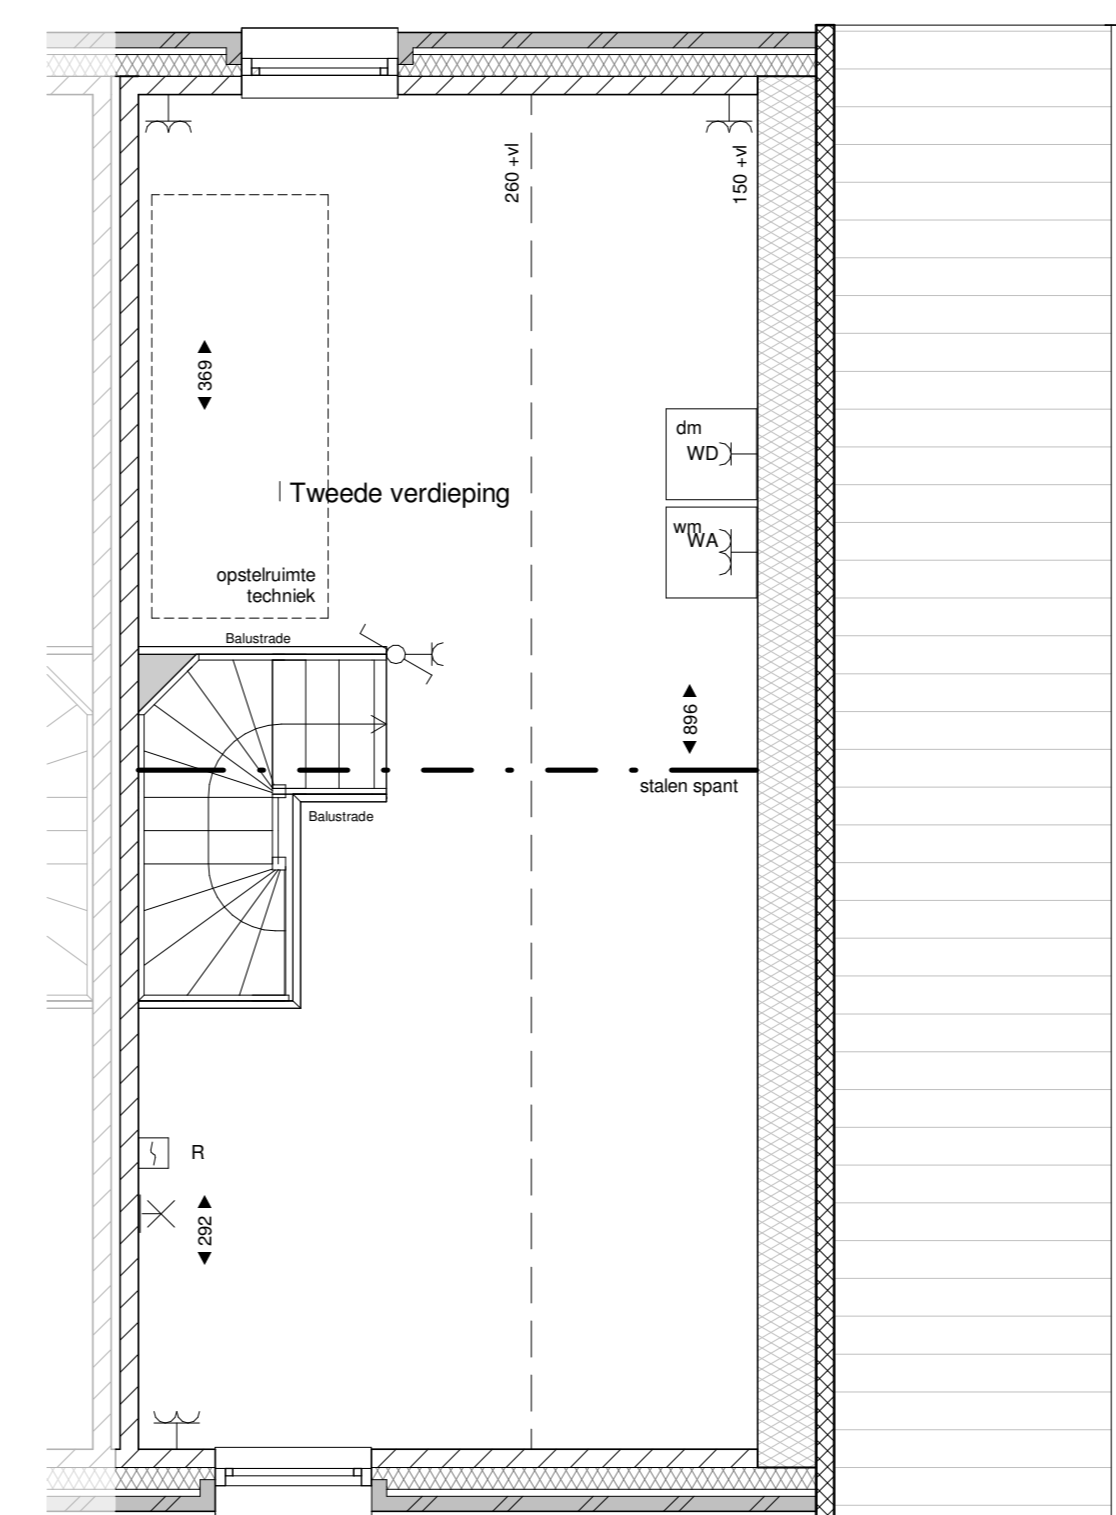 260 +vl
150 +vl
369
dm
WD
Tweede verdieping
wm
WA
opstelruimte
techniek
Balustrade
896
stalen spant
Balustrade
R
292